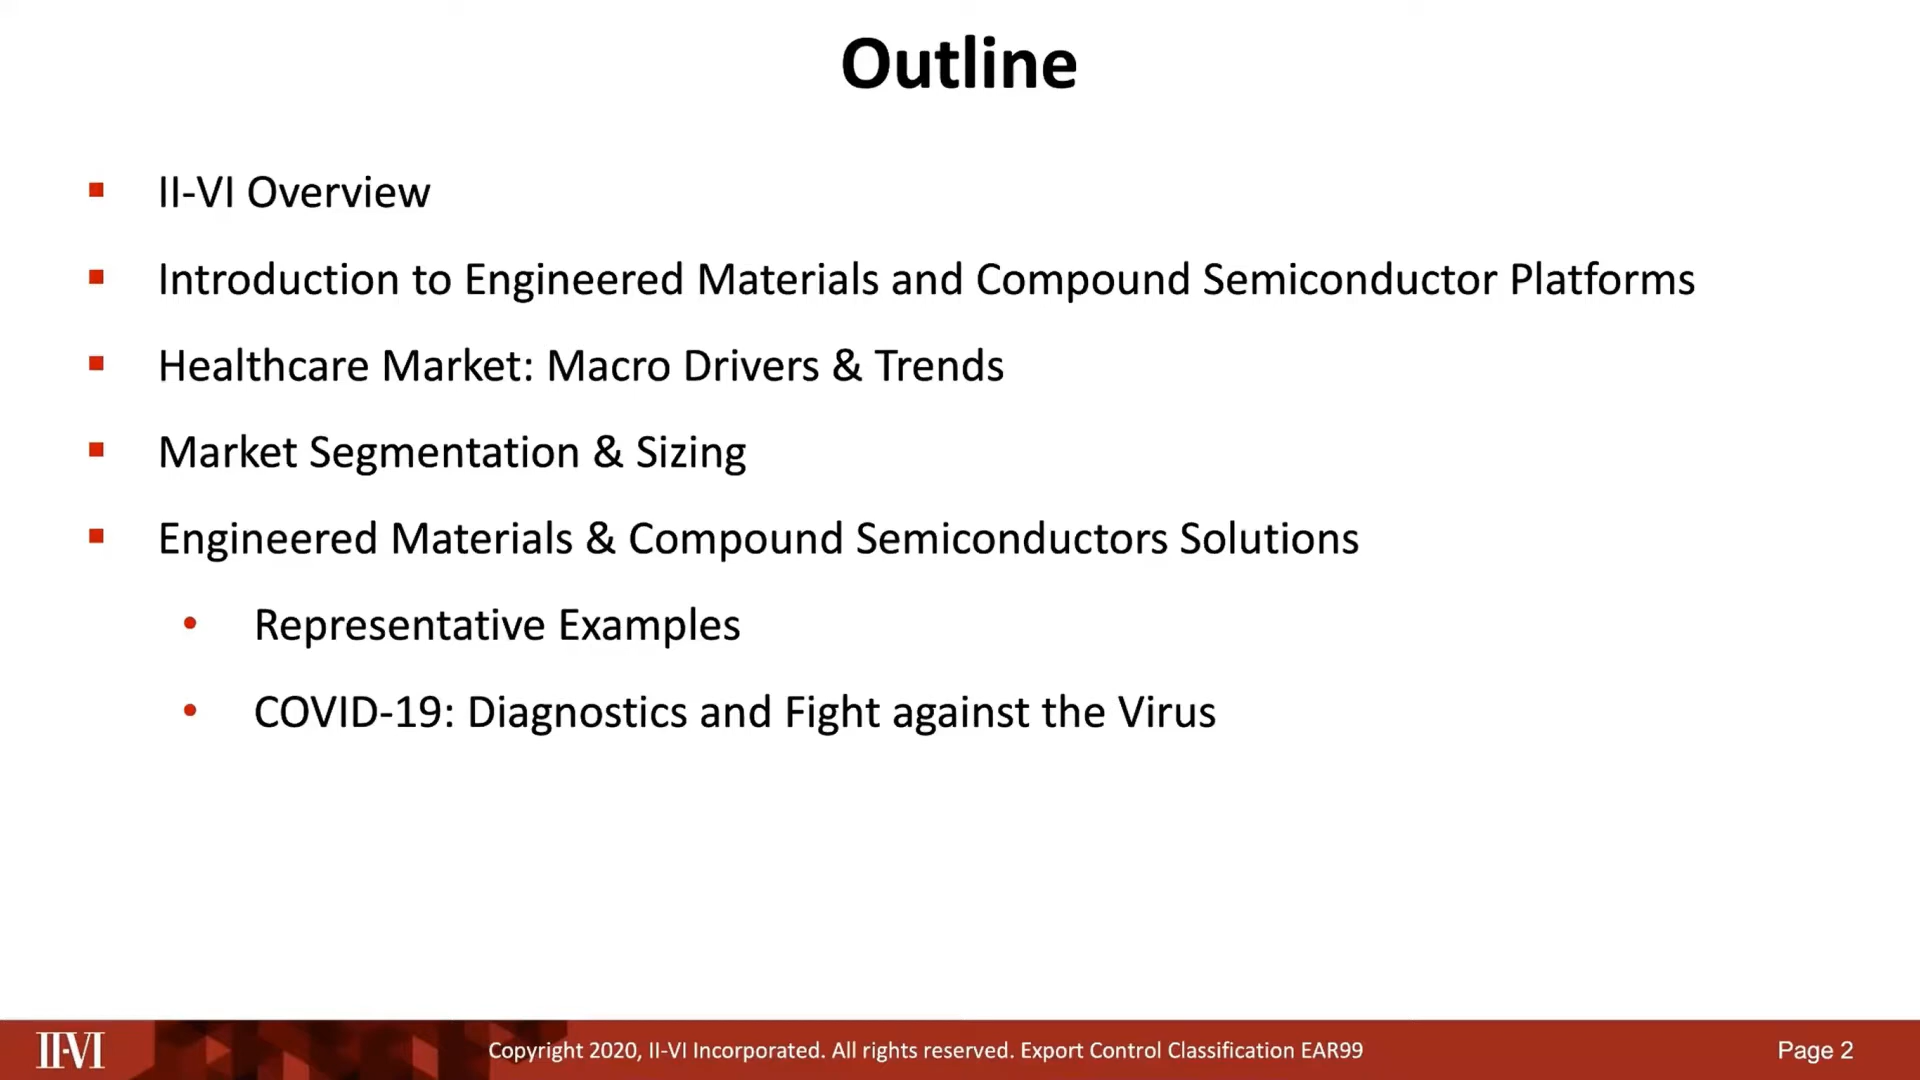 Outline
II-VI Overview
Introduction to Engineered Materials and Compound Semiconductor Platforms
Healthcare Market: Macro Drivers & Trends
Market Segmentation & Sizing
Engineered Materials & Compound Semiconductors Solutions
Representative Examples
COVID-19: Diagnostics and Fight against the Virus
II-VI
Copyright 2020, II-VI Incorporated. All rights reserved. Export Control Classification EAR99
Page 2